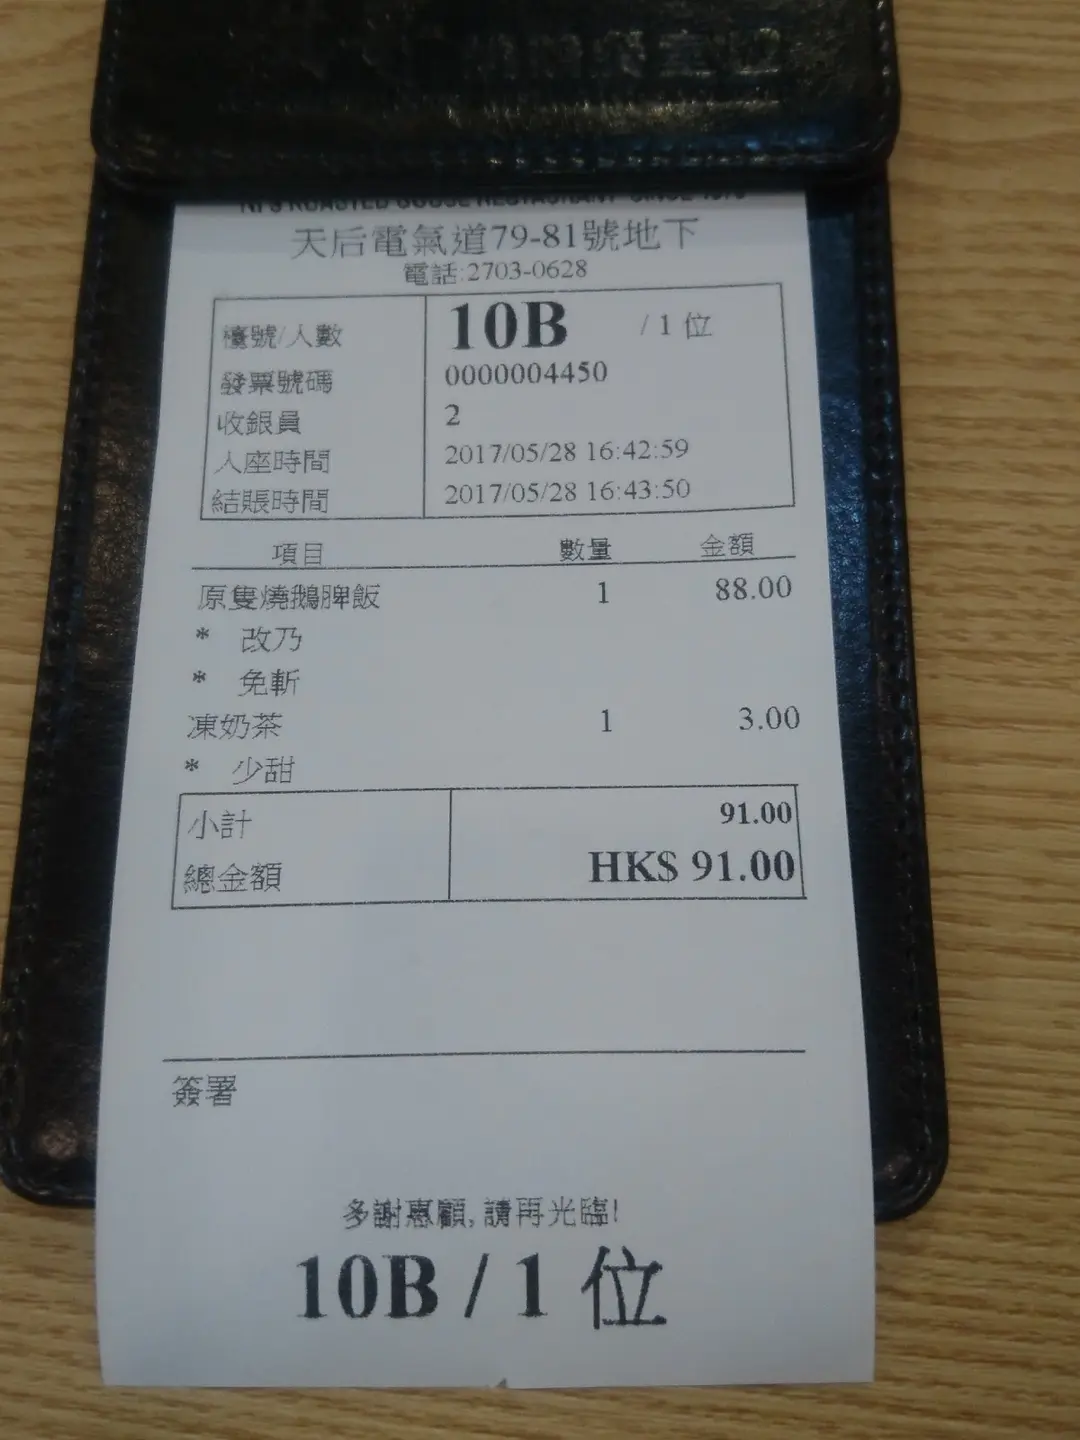 ROASTED GOOSE RESTAURANT SINCE
天后電氣道79-81號地下
電話:2703-0628
檯號/人數 10B / 1 位
發票號碼 0000004450
收銀員 2
入座時間 2017/05/28 16:42:59
結賬時間 2017/05/28 16:43:50
項目 數量 金額
原隻燒鵝脾飯 1 88.00
* 改乃
* 免斬
凍奶茶 1 3.00
* 少甜
小計 91.00
總金額 HK$ 91.00
簽署
多謝惠顧,請再光臨!
10B / 1 位